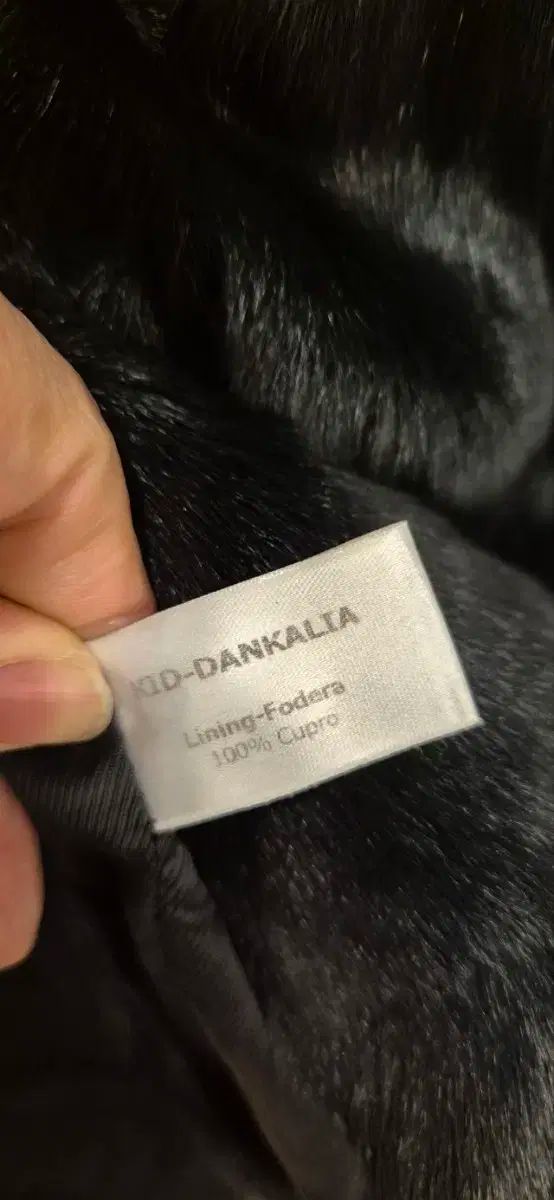 KID-DANKALIA
Lining-Fodera
100% Cupro